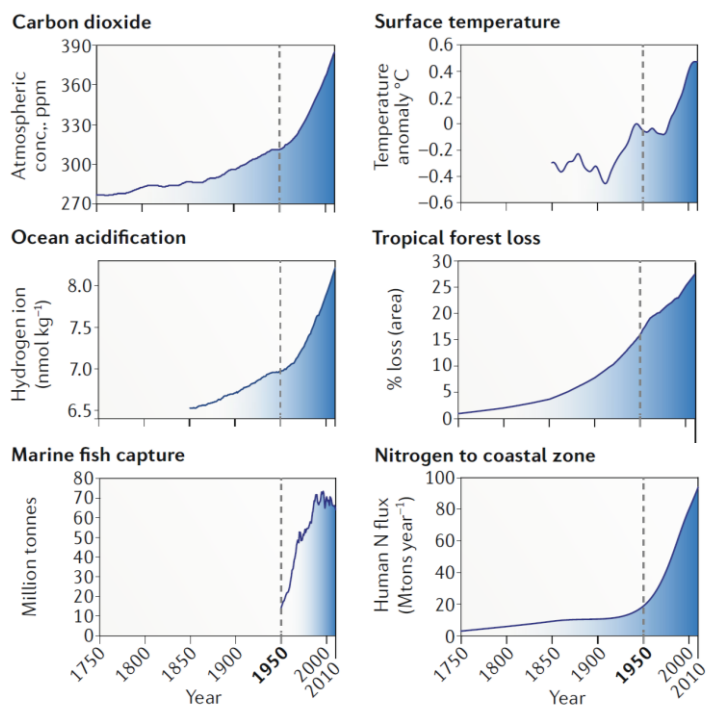 Carbon dioxide
Atmospheric
conc., ppm
390
360
330
300
270
Surface temperature
Temperature
anomaly °C
0.6
0.4
0.2
0
−0.2
−0.4
−0.6
Ocean acidification
Hydrogen ion
(nmol kg⁻¹)
8.0
7.5
7.0
6.5
Tropical forest loss
% loss (area)
30
25
20
15
10
5
0
Marine fish capture
Million tonnes
80
70
60
50
40
30
20
10
0
1750
1800
1850
1900
1950
2000
2010
Year
Nitrogen to coastal zone
Human N flux
(Mtons year⁻¹)
100
80
60
40
20
0
1750
1800
1850
1900
1950
2000
2010
Year